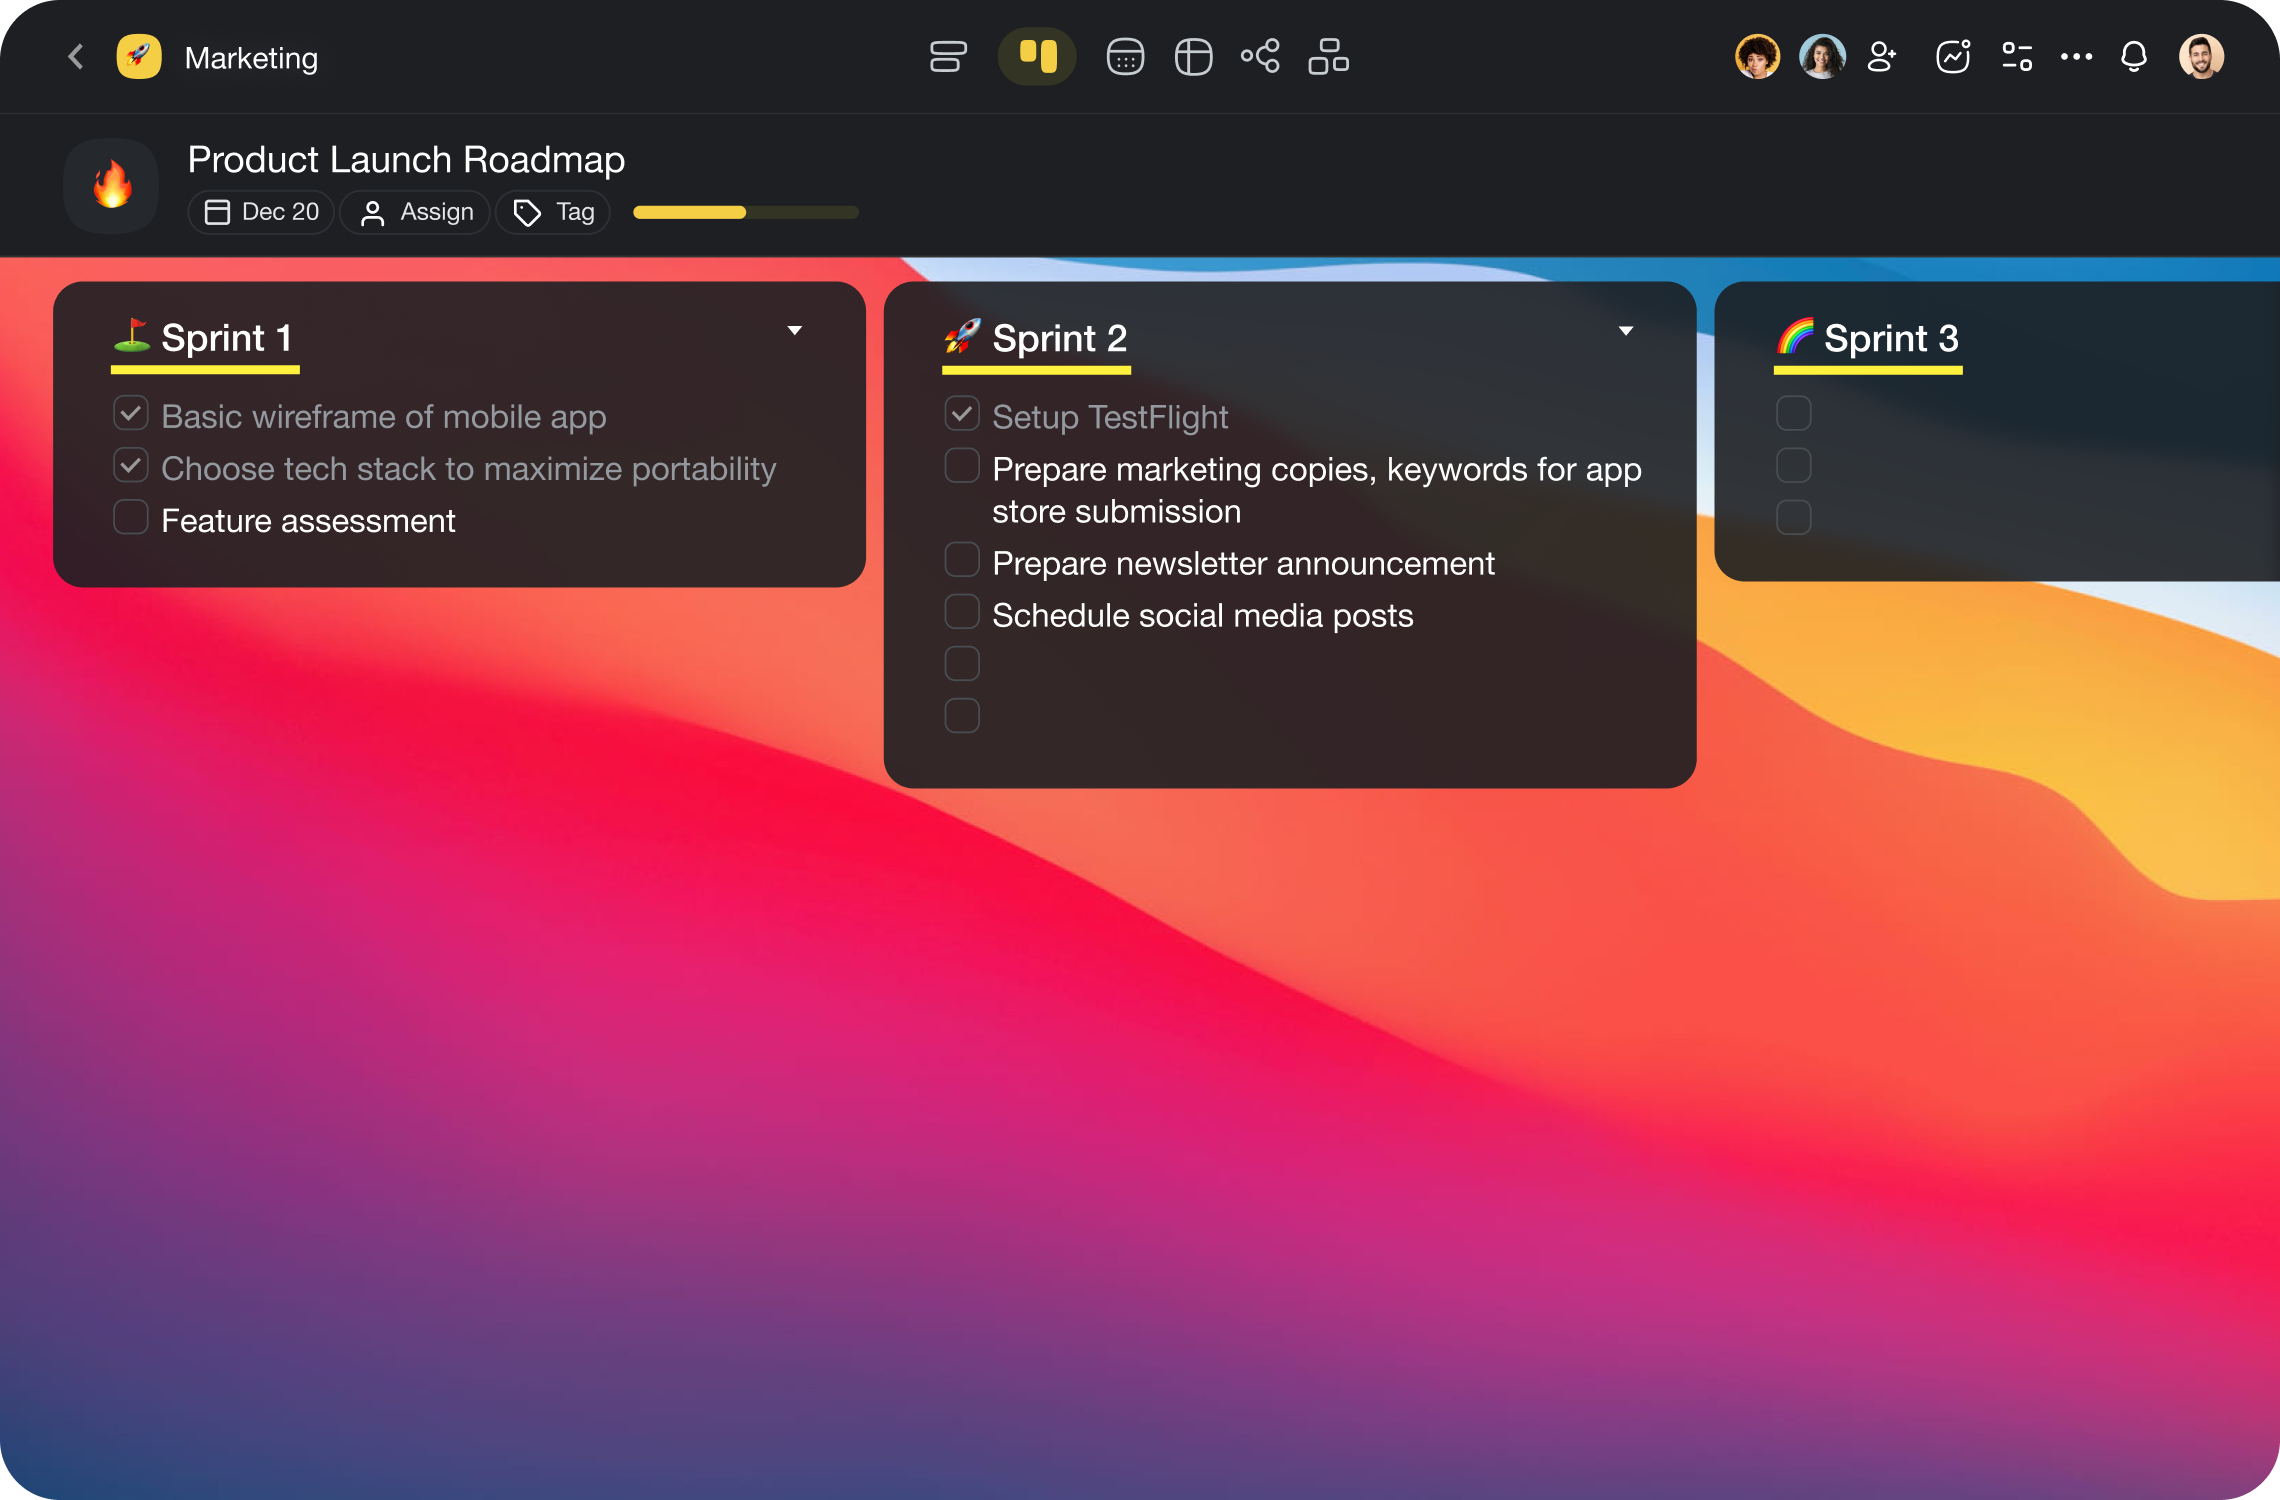 Marketing
Product Launch Roadmap
Dec 20 Assign Tag
Sprint 1
Basic wireframe of mobile app
Choose tech stack to maximize portability
Feature assessment
Sprint 2
Setup TestFlight
Prepare marketing copies, keywords for app
store submission
Prepare newsletter announcement
Schedule social media posts
Sprint 3